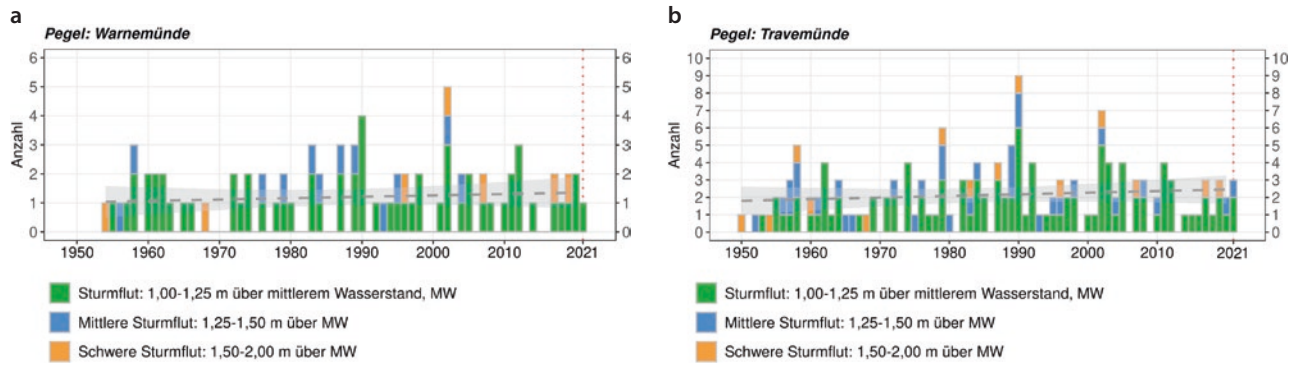 a
Pegel: Warnemünde
6 6
5 5
4 4
3 3
2 2
1 1
0 0
Anzahl
1950 1960 1970 1980 1990 2000 2010 2021
Sturmflut: 1,00-1,25 m über mittlerem Wasserstand, MW
Mittlere Sturmflut: 1,25-1,50 m über MW
Schwere Sturmflut: 1,50-2,00 m über MW
b
Pegel: Travemünde
10 10
9 9
8 8
7 7
6 6
5 5
4 4
3 3
2 2
1 1
0 0
Anzahl
1950 1960 1970 1980 1990 2000 2010 2021
Sturmflut: 1,00-1,25 m über mittlerem Wasserstand, MW
Mittlere Sturmflut: 1,25-1,50 m über MW
Schwere Sturmflut: 1,50-2,00 m über MW